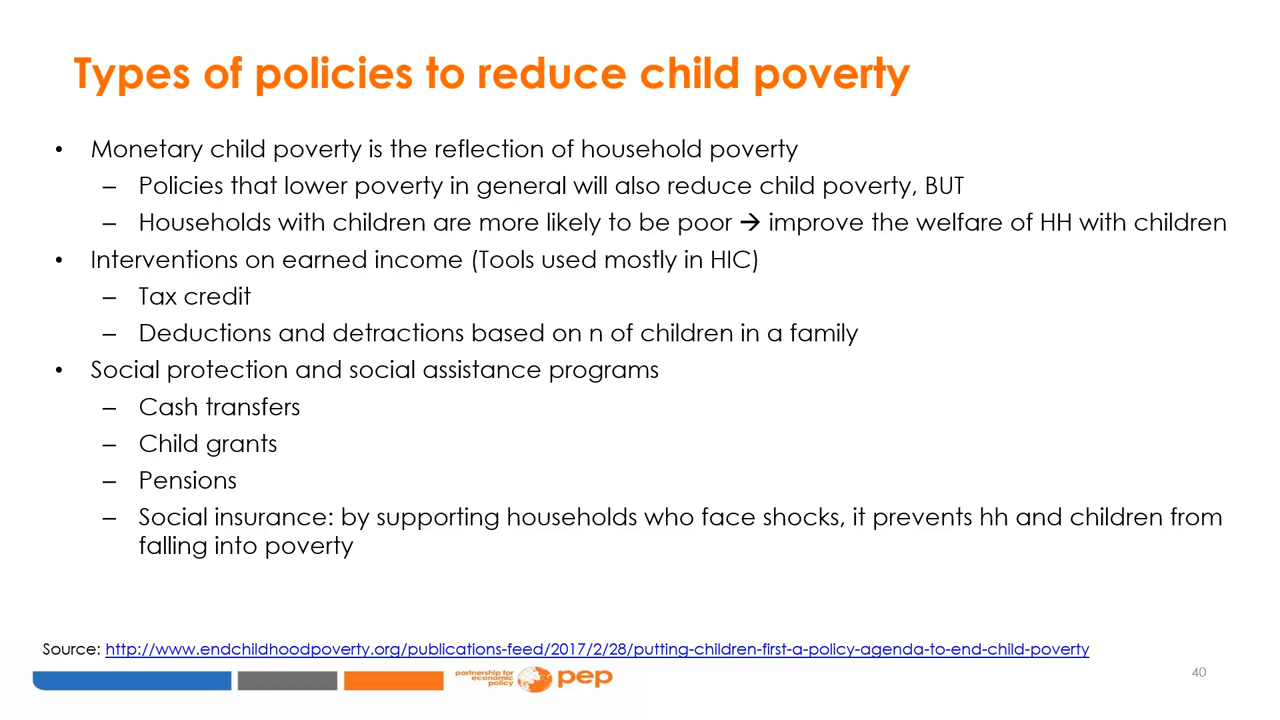 Types of policies to reduce child poverty
• Monetary child poverty is the reflection of household poverty
– Policies that lower poverty in general will also reduce child poverty, BUT
– Households with children are more likely to be poor → improve the welfare of HH with children
• Interventions on earned income (Tools used mostly in HIC)
– Tax credit
– Deductions and detractions based on n of children in a family
• Social protection and social assistance programs
– Cash transfers
– Child grants
– Pensions
– Social insurance: by supporting households who face shocks, it prevents hh and children from
falling into poverty
Source: http://www.endchildhoodpoverty.org/publications-feed/2017/2/28/putting-children-first-a-policy-agenda-to-end-child-poverty
partnership for
economic
policy
pep
40